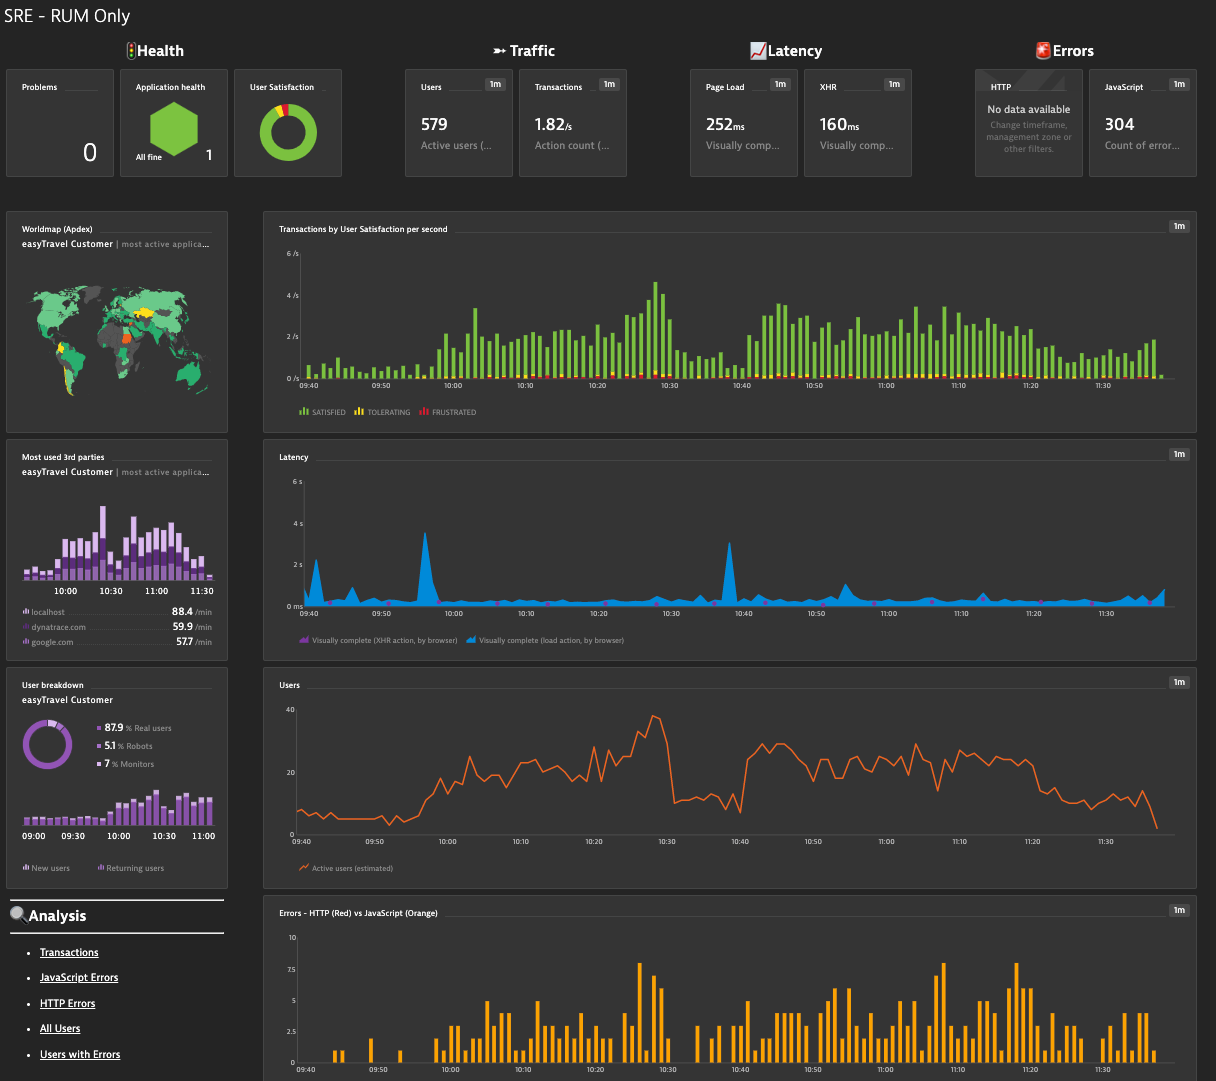 SRE - RUM Only
Health
Traffic
Latency
Errors
Problems
0
Application health
All fine
1
User Satisfaction
Users
1m
579
Active users (...
Transactions
1m
1.82/s
Action count (...
Page Load
1m
252ms
Visually comp...
XHR
1m
160ms
Visually comp...
HTTP
No data available
Change timeframe,
management zone or
other filters.
JavaScript
1m
304
Count of error...
Worldmap (Apdex)
easyTravel Customer | most active applica...
Transactions by User Satisfaction per second
1m
6 /s
4 /s
2 /s
0 /s
09:40 09:50 10:00 10:10 10:20 10:30 10:40 10:50 11:00 11:10 11:20 11:30
SATISFIED TOLERATING FRUSTRATED
Most used 3rd parties
easyTravel Customer | most active applica...
10:00 10:30 11:00 11:30
localhost 88.4 /min
dynatrace.com 59.9 /min
google.com 57.7 /min
Latency
1m
6 s
4 s
2 s
0 ms
09:40 09:50 10:00 10:10 10:20 10:30 10:40 10:50 11:00 11:10 11:20 11:30
Visually complete (XHR action, by browser) Visually complete (load action, by browser)
User breakdown
easyTravel Customer
87.9 % Real users
5.1 % Robots
7 % Monitors
09:00 09:30 10:00 10:30 11:00
New users Returning users
Users
1m
40
20
0
09:40 09:50 10:00 10:10 10:20 10:30 10:40 10:50 11:00 11:10 11:20 11:30
Active users (estimated)
Analysis
Transactions
JavaScript Errors
HTTP Errors
All Users
Users with Errors
Errors - HTTP (Red) vs JavaScript (Orange)
1m
10
7.5
5
2.5
0
09:40 09:50 10:00 10:10 10:20 10:30 10:40 10:50 11:00 11:10 11:20 11:30